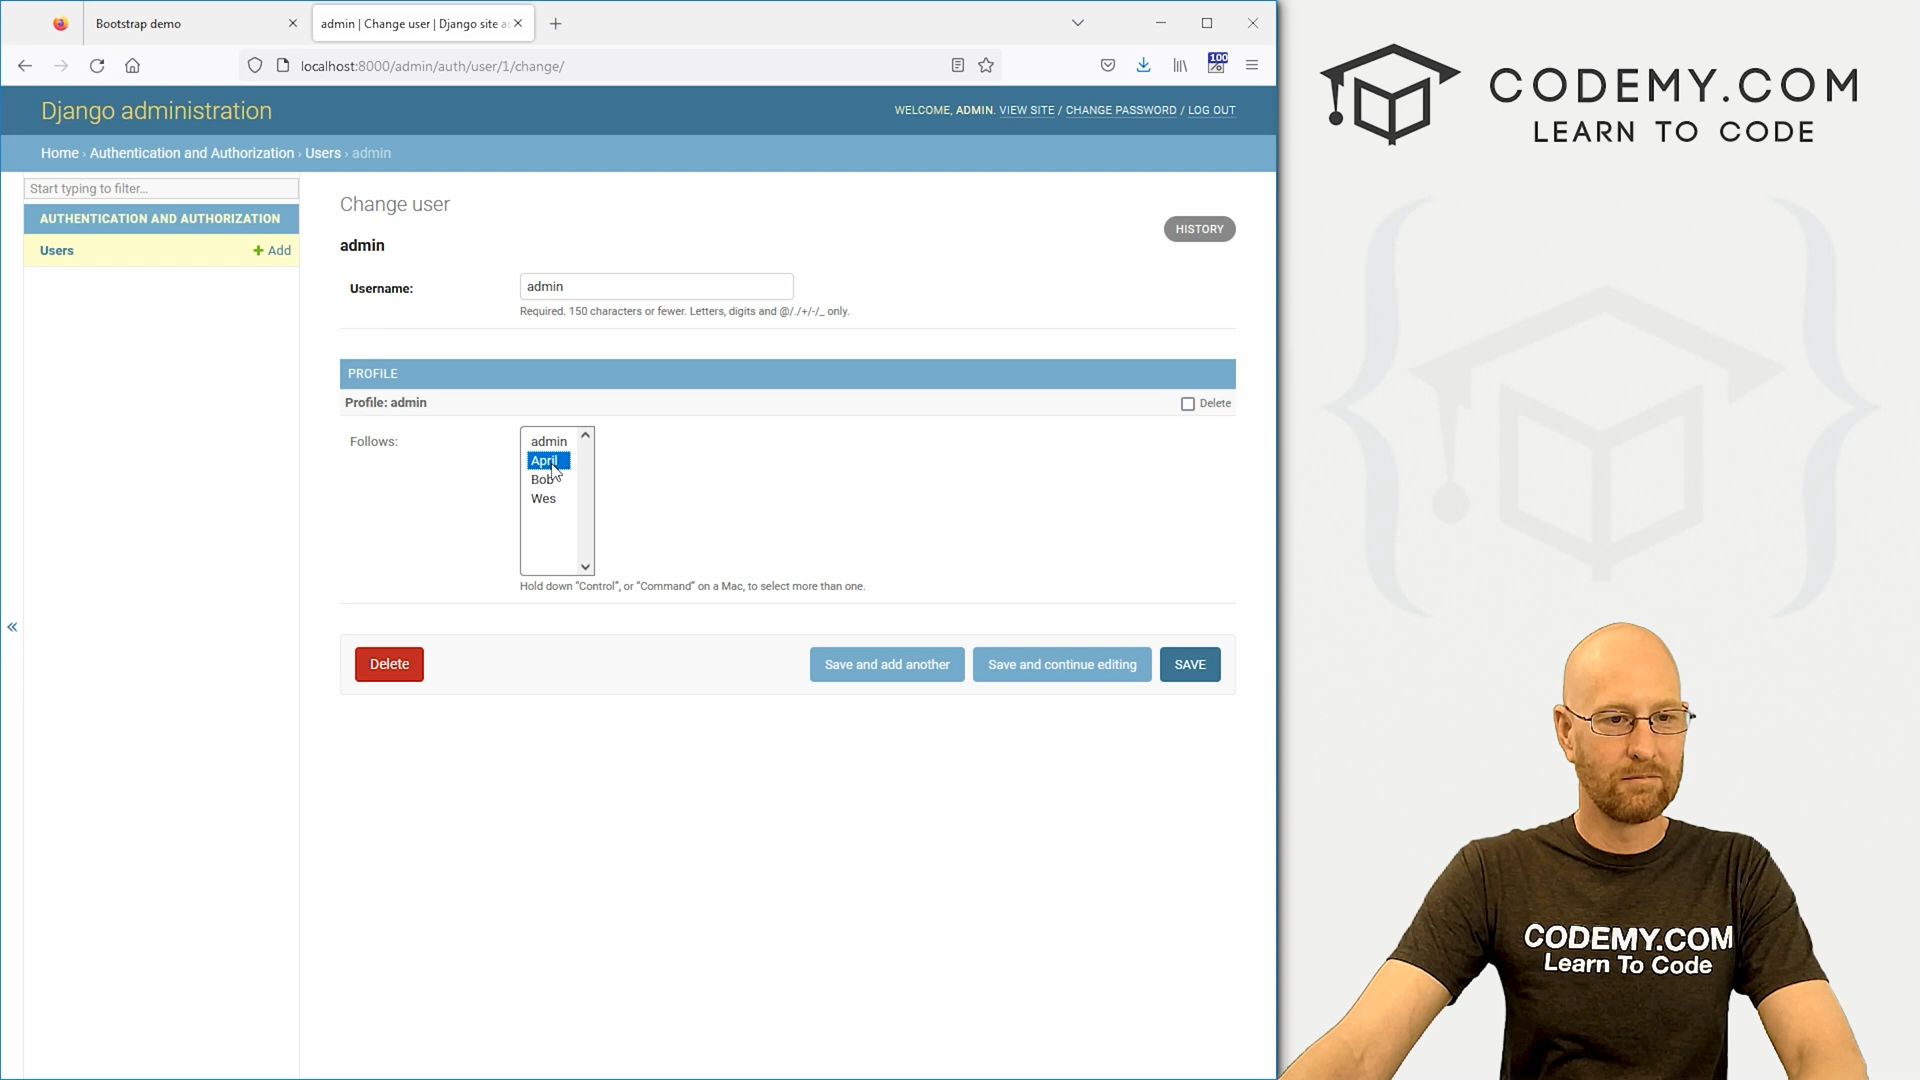 Bootstrap demo
admin | Change user | Django site a
localhost:8000/admin/auth/user/1/change/
100
Django administration
WELCOME, ADMIN. VIEW SITE / CHANGE PASSWORD / LOG OUT
Home › Authentication and Authorization › Users › admin
Start typing to filter...
AUTHENTICATION AND AUTHORIZATION
Users
+ Add
Change user
HISTORY
admin
Username:
admin
Required. 150 characters or fewer. Letters, digits and @/./+/-/_ only.
PROFILE
Profile: admin
Delete
Follows:
admin
April
Bob
Wes
Hold down “Control”, or “Command” on a Mac, to select more than one.
Delete
Save and add another
Save and continue editing
SAVE
CODEMY.COM
LEARN TO CODE
CODEMY.COM
Learn To Code